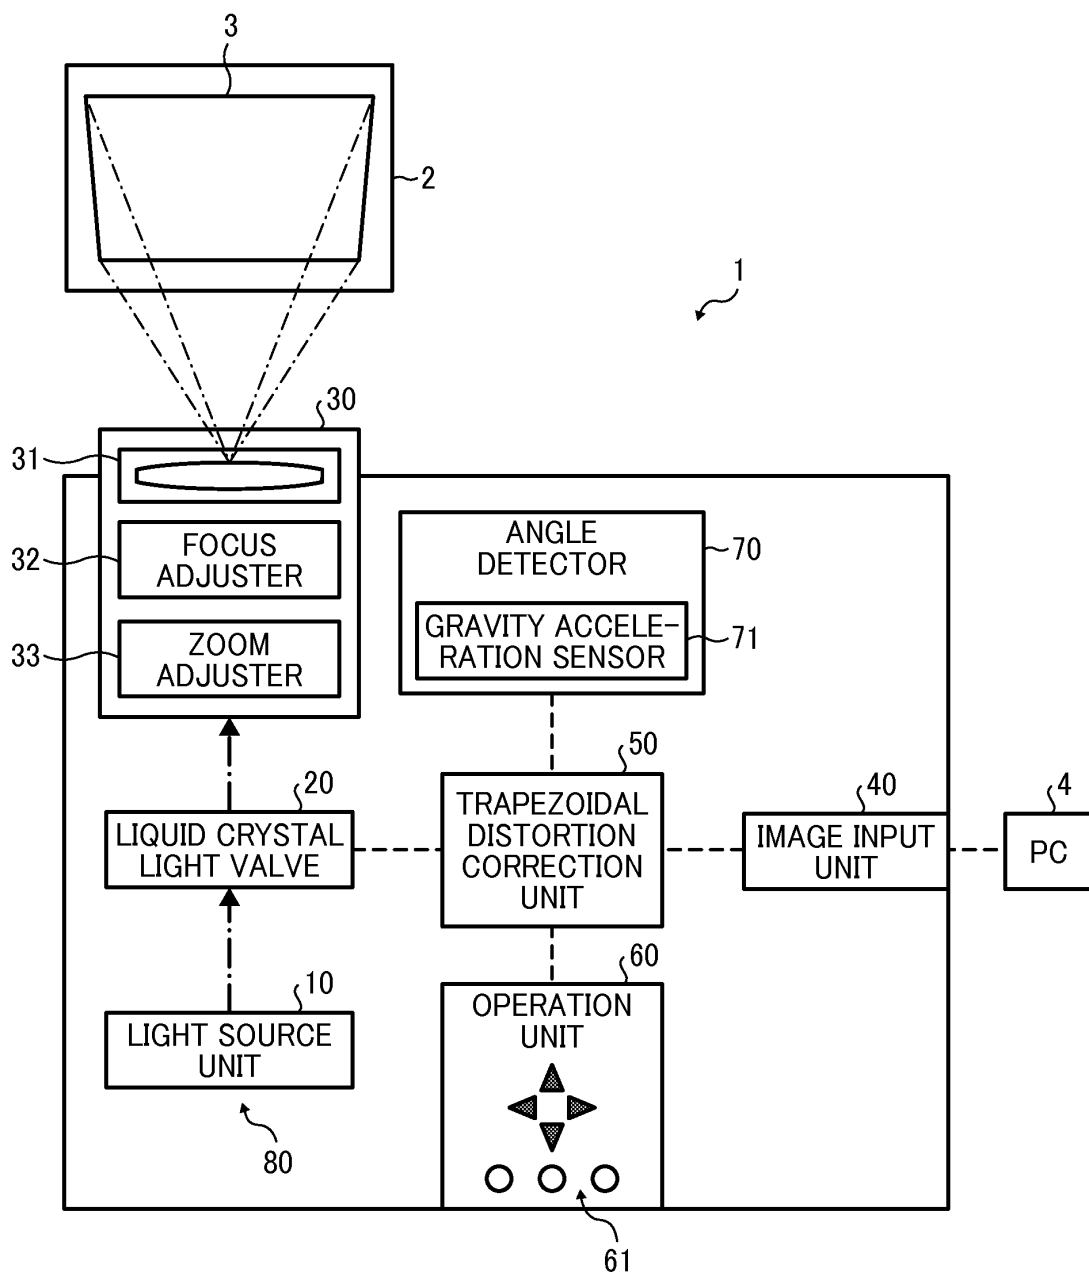 3
2
1
30
31
FOCUS
ADJUSTER
32
ZOOM
ADJUSTER
33
ANGLE
DETECTOR
70
GRAVITY ACCELE-
RATION SENSOR
71
20
LIQUID CRYSTAL
LIGHT VALVE
50
TRAPEZOIDAL
DISTORTION
CORRECTION
UNIT
40
IMAGE INPUT
UNIT
4
PC
10
LIGHT SOURCE
UNIT
80
60
OPERATION
UNIT
61